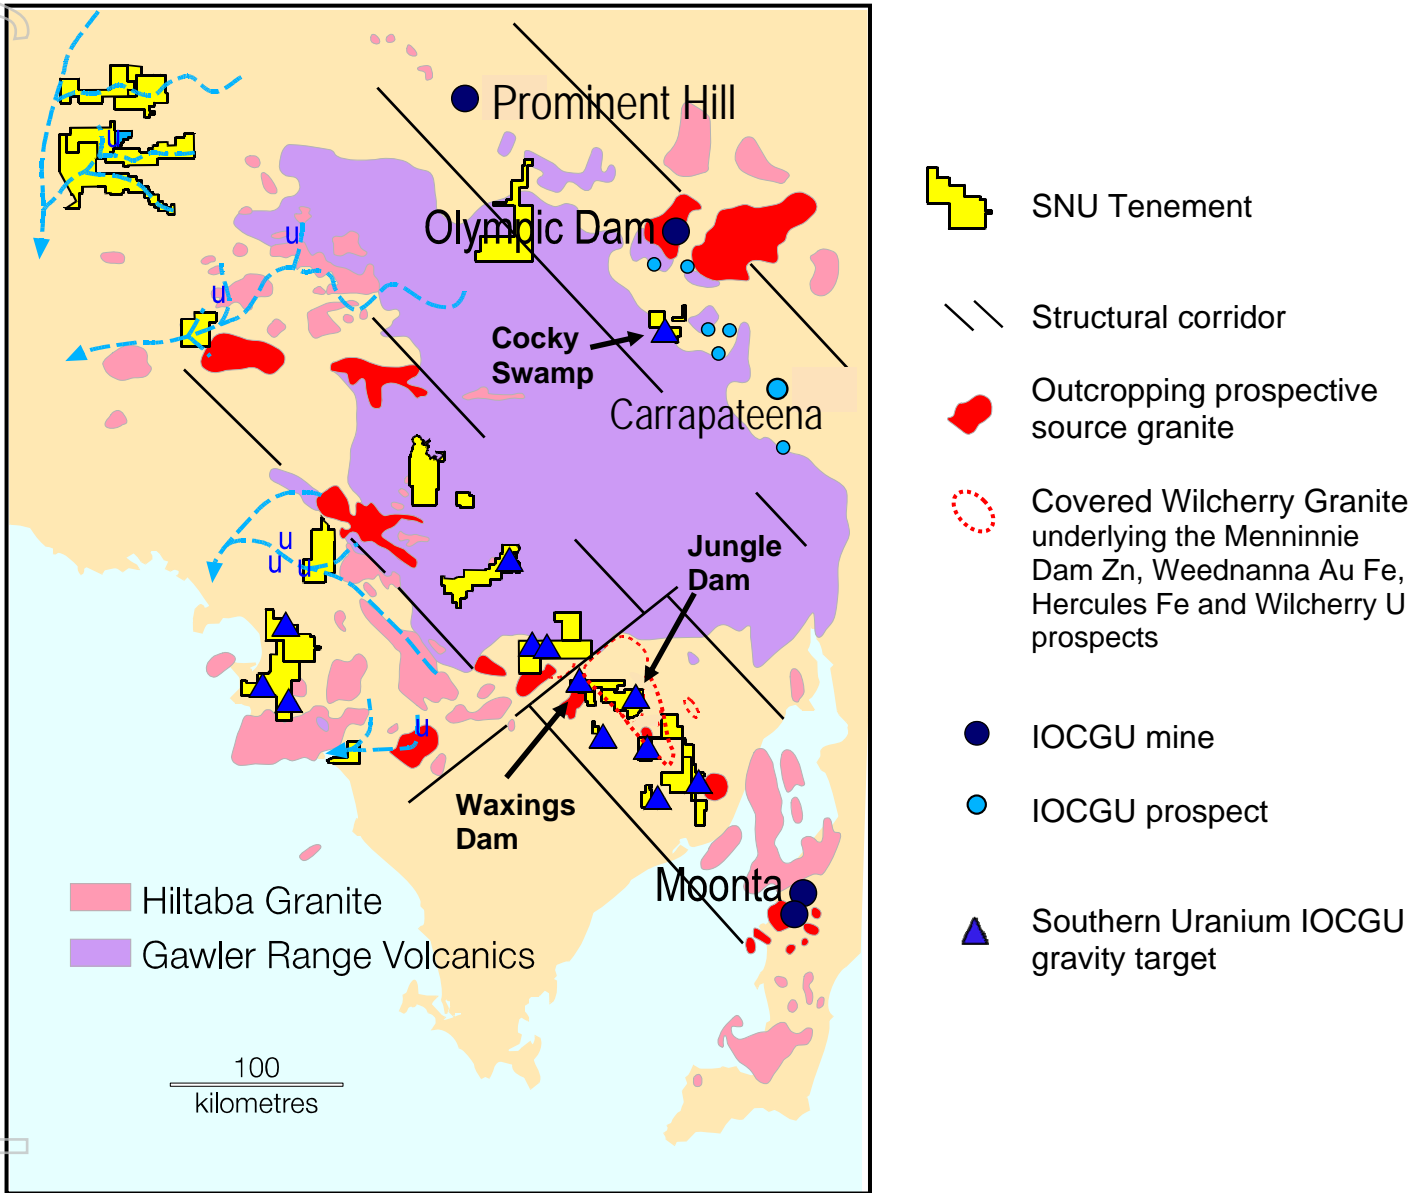 Prominent Hill
u
Olympic Dam
u
u
Cocky
Swamp
Carrapateena
u
u
u
Jungle
Dam
u
Waxings
Dam
Moonta
Hiltaba Granite
Gawler Range Volcanics
100
kilometres
SNU Tenement
Structural corridor
Outcropping prospective
source granite
Covered Wilcherry Granite
underlying the Menninnie
Dam Zn, Weednanna Au Fe,
Hercules Fe and Wilcherry U
prospects
IOCGU mine
IOCGU prospect
Southern Uranium IOCGU
gravity target